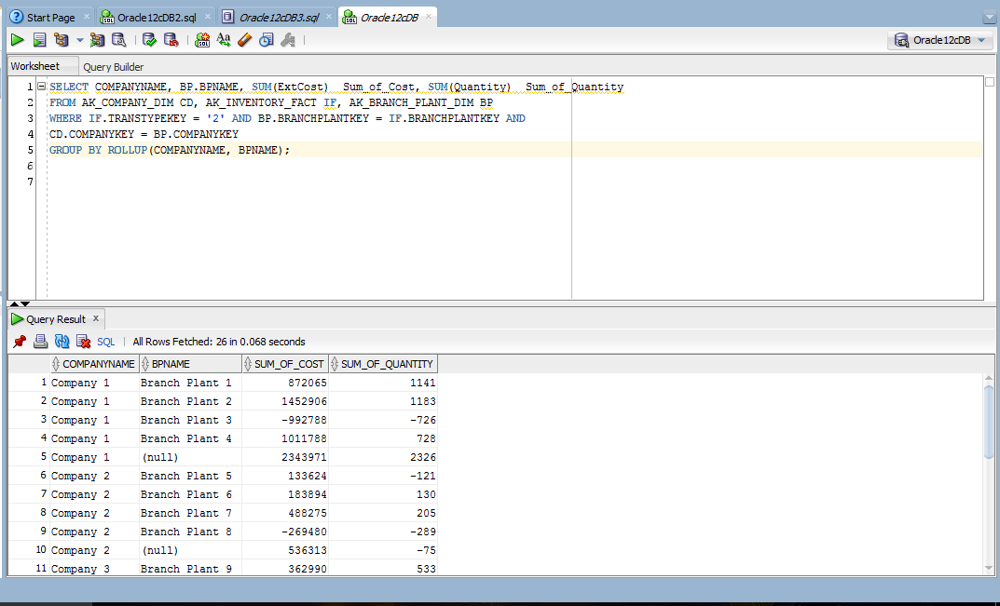 Start Page × Oracle12cDB2.sql × Oracle12cDB3.sql × Oracle12cDB ×
Oracle12cDB
Worksheet Query Builder
1 SELECT COMPANYNAME, BP.BPNAME, SUM(ExtCost)  Sum_of_Cost, SUM(Quantity)  Sum_of_Quantity
2 FROM AK_COMPANY_DIM CD, AK_INVENTORY_FACT IF, AK_BRANCH_PLANT_DIM BP
3 WHERE IF.TRANSTYPEKEY = '2' AND BP.BRANCHPLANTKEY = IF.BRANCHPLANTKEY AND
4 CD.COMPANYKEY = BP.COMPANYKEY
5 GROUP BY ROLLUP(COMPANYNAME, BPNAME);
6
7
Query Result ×
SQL | All Rows Fetched: 26 in 0.068 seconds
COMPANYNAME BPNAME SUM_OF_COST SUM_OF_QUANTITY
1 Company 1 Branch Plant 1 872065 1141
2 Company 1 Branch Plant 2 1452906 1183
3 Company 1 Branch Plant 3 -992788 -726
4 Company 1 Branch Plant 4 1011788 728
5 Company 1 (null) 2343971 2326
6 Company 2 Branch Plant 5 133624 -121
7 Company 2 Branch Plant 6 183894 130
8 Company 2 Branch Plant 7 488275 205
9 Company 2 Branch Plant 8 -269480 -289
10 Company 2 (null) 536313 -75
11 Company 3 Branch Plant 9 362990 533